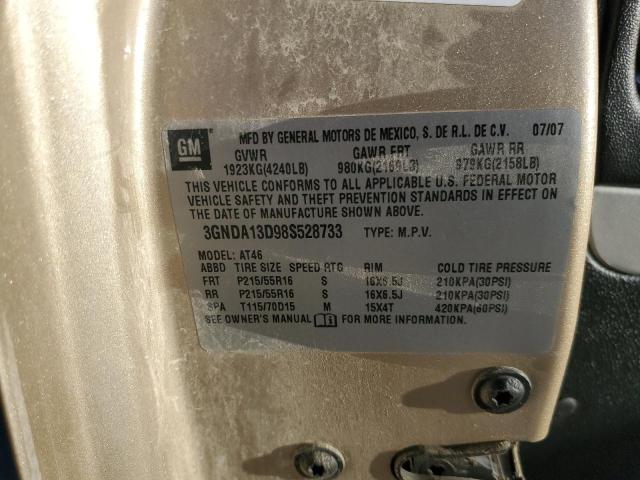 GM
MFD BY GENERAL MOTORS DE MEXICO, S. DE R.L. DE C.V. 07/07
GVWR GAWR FRT GAWR RR
1923KG(4240LB) 980KG(2160LB) 979KG(2158LB)
THIS VEHICLE CONFORMS TO ALL APPLICABLE U.S. FEDERAL MOTOR
VEHICLE SAFETY AND THEFT PREVENTION STANDARDS IN EFFECT ON
THE DATE OF MANUFACTURE SHOWN ABOVE.
3GNDA13D98S528733 TYPE: M.P.V.
MODEL: AT46
ABBD TIRE SIZE SPEED RTG RIM COLD TIRE PRESSURE
FRT P215/55R16 S 16X6.5J 210KPA(30PSI)
RR P215/55R16 S 16X6.5J 210KPA(30PSI)
SPA T115/70D15 M 15X4T 420KPA(60PSI)
SEE OWNER'S MANUAL FOR MORE INFORMATION.